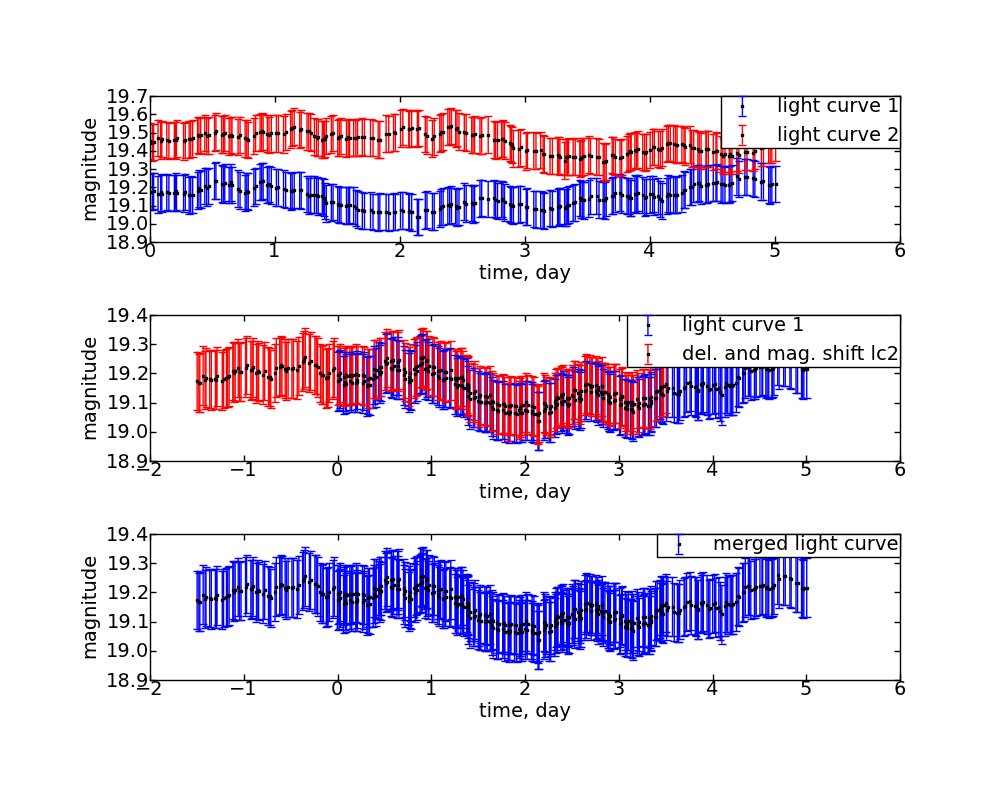 19.7
19.6
19.5
19.4
19.3
19.2
19.1
19.0
18.9
magnitude
light curve 1
light curve 2
0 1 2 3 4 5 6
time, day
19.4
19.3
19.2
19.1
19.0
18.9
magnitude
light curve 1
del. and mag. shift lc2
−2 −1 0 1 2 3 4 5 6
time, day
19.4
19.3
19.2
19.1
19.0
18.9
magnitude
merged light curve
−2 −1 0 1 2 3 4 5 6
time, day